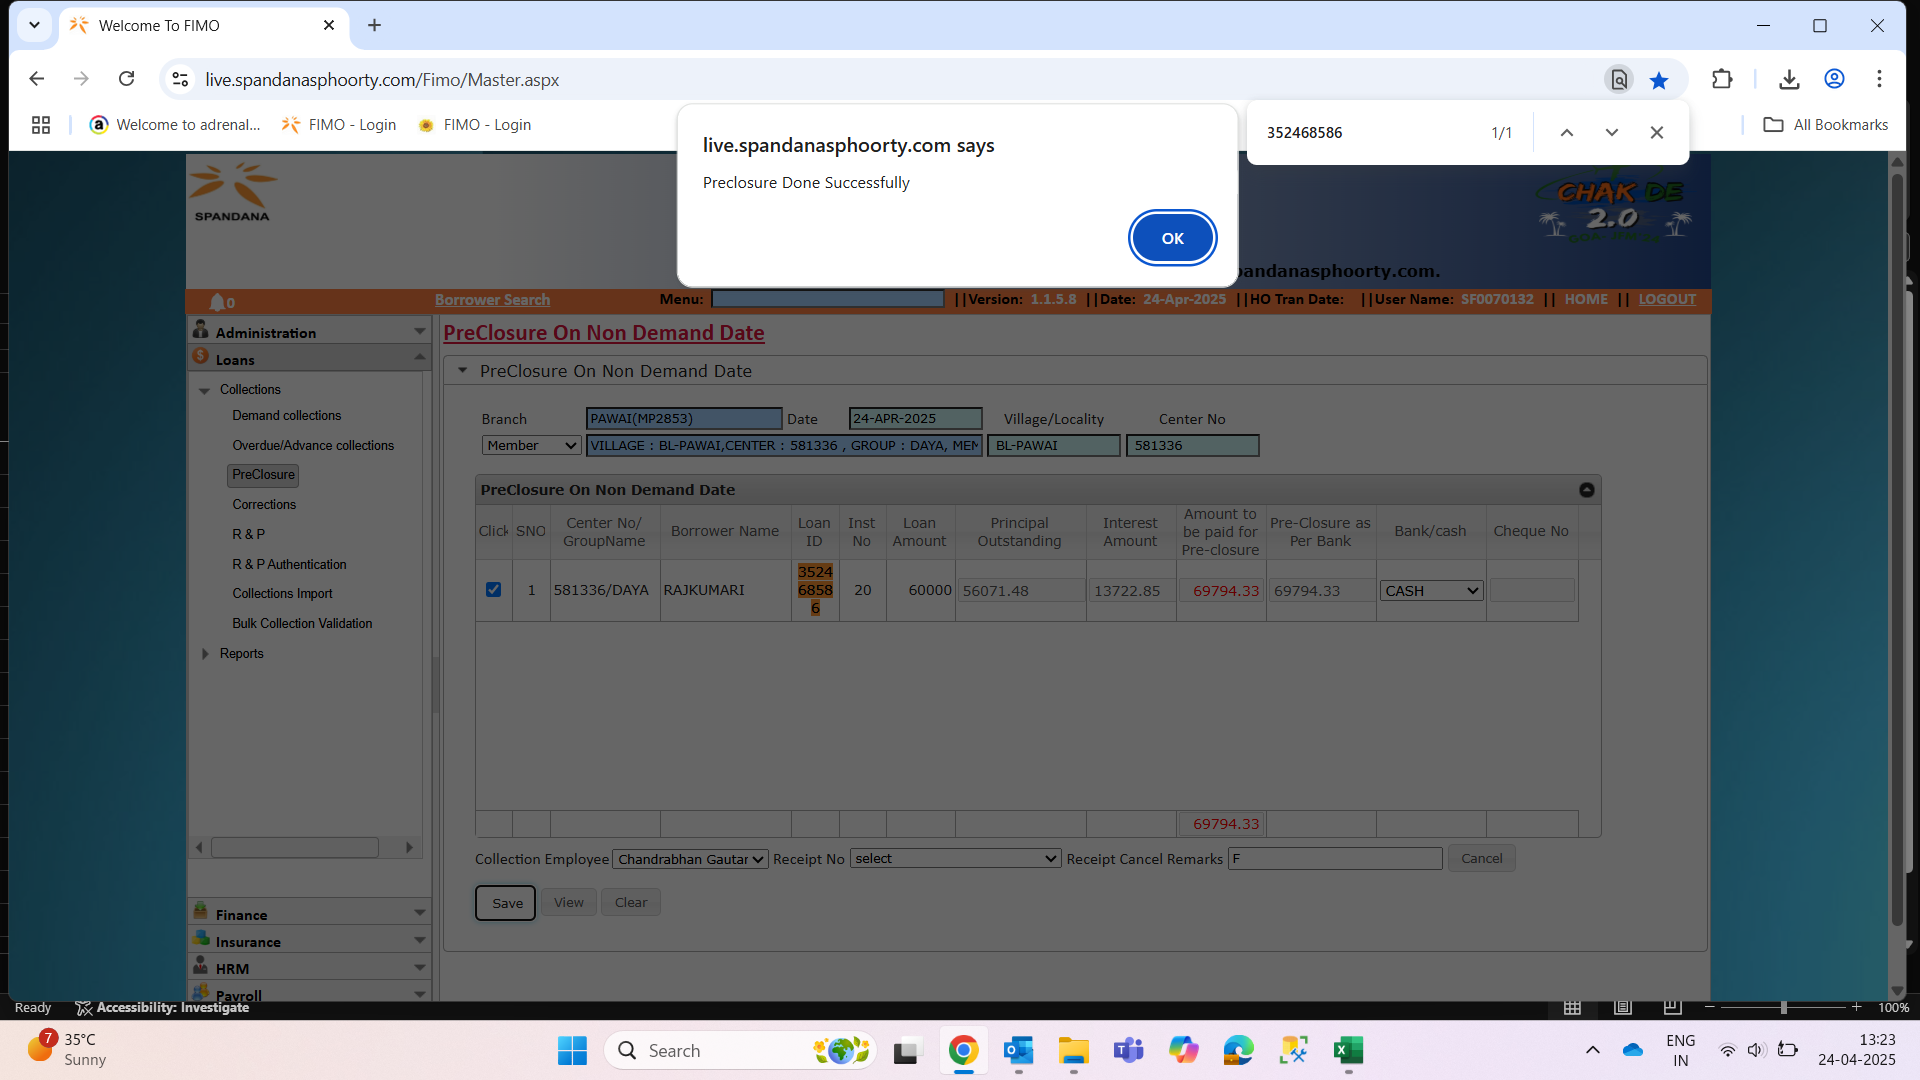 Welcome To FIMO
live.spandanasphoorty.com/Fimo/Master.aspx
Welcome to adrenal...
FIMO - Login
FIMO - Login
All Bookmarks
352468586
1/1
live.spandanasphoorty.com says
Preclosure Done Successfully
OK
SPANDANA
CHAK DE
2.0
pandanasphoorty.com.
0
Borrower Search
Menu:
||Version: 1.1.5.8 ||Date: 24-Apr-2025 ||HO Tran Date: ||User Name: SF0070132 || HOME || LOGOUT
Administration
Loans
Collections
Demand collections
Overdue/Advance collections
PreClosure
Corrections
R & P
R & P Authentication
Collections Import
Bulk Collection Validation
Reports
Finance
Insurance
HRM
Payroll
PreClosure On Non Demand Date
PreClosure On Non Demand Date
Branch PAWAI(MP2853) Date 24-APR-2025 Village/Locality Center No
Member VILLAGE : BL-PAWAI,CENTER : 581336 , GROUP : DAYA, MEM BL-PAWAI 581336
PreClosure On Non Demand Date
Click SNO Center No/ GroupName Borrower Name Loan ID Inst No Loan Amount Principal Outstanding Interest Amount Amount to be paid for Pre-closure Pre-Closure as Per Bank Bank/cash Cheque No
1 581336/DAYA RAJKUMARI 352468586 20 60000 56071.48 13722.85 69794.33 69794.33 CASH
69794.33
Collection Employee Chandrabhan Gautar Receipt No select Receipt Cancel Remarks F Cancel
Save View Clear
Ready
Accessibility: Investigate
100%
7
35°C
Sunny
Search
ENG
IN
13:23
24-04-2025